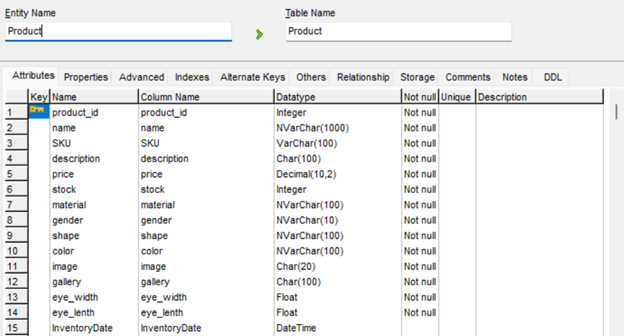 Entity Name Table Name
Product Product
Attributes Properties Advanced Indexes Alternate Keys Others Relationship Storage Comments Notes DDL
Key Name Column Name Datatype Not null Unique Description
1 product_id product_id Integer Not null
2 name name NVarChar(1000) Not null
3 SKU SKU VarChar(100) Not null
4 description description Char(100) Not null
5 price price Decimal(10,2) Not null
6 stock stock Integer Not null
7 material material NVarChar(100) Not null
8 gender gender NVarChar(10) Not null
9 shape shape NVarChar(100) Not null
10 color color NVarChar(100) Not null
11 image image Char(20) Not null
12 gallery gallery Char(100) Not null
13 eye_width eye_width Float Not null
14 eye_lenth eye_lenth Float Not null
15 InventoryDate InventoryDate DateTime